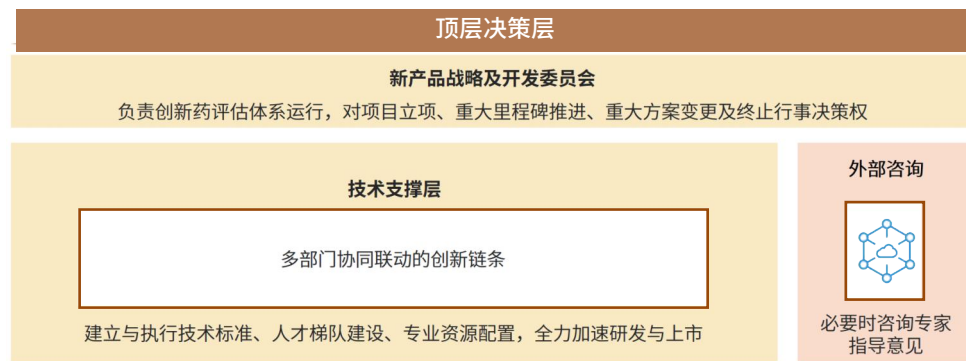 顶层决策层
新产品战略及开发委员会
负责创新药评估体系运行，对项目立项、重大里程碑推进、重大方案变更及终止行事决策权
技术支撑层
多部门协同联动的创新链条
建立与执行技术标准、人才梯队建设、专业资源配置，全力加速研发与上市
外部咨询
必要时咨询专家
指导意见